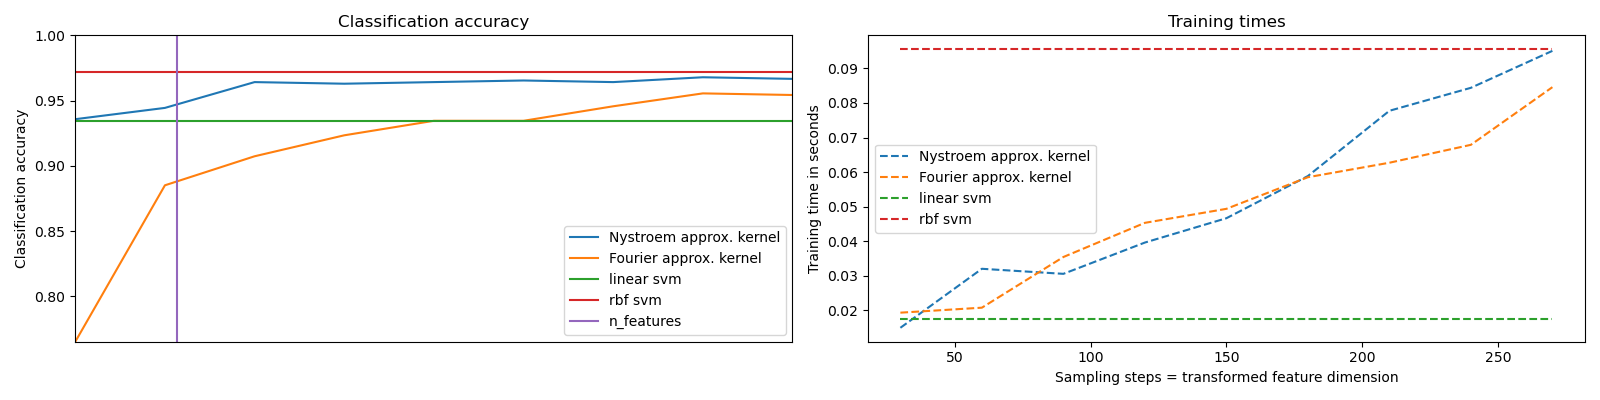 Classification accuracy
1.00
0.95
0.90
0.85
0.80
Classification accuracy
Nystroem approx. kernel
Fourier approx. kernel
linear svm
rbf svm
n_features
Training times
0.09
0.08
0.07
0.06
0.05
0.04
0.03
0.02
Training time in seconds
Nystroem approx. kernel
Fourier approx. kernel
linear svm
rbf svm
50 100 150 200 250
Sampling steps = transformed feature dimension